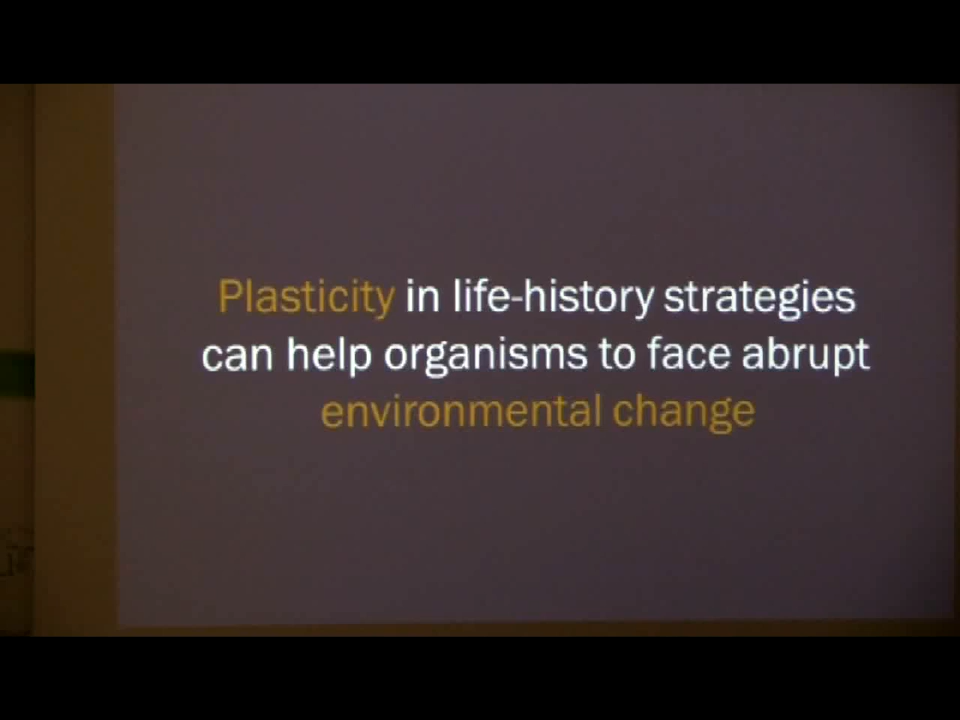 Plasticity in life-history strategies
can help organisms to face abrupt
environmental change